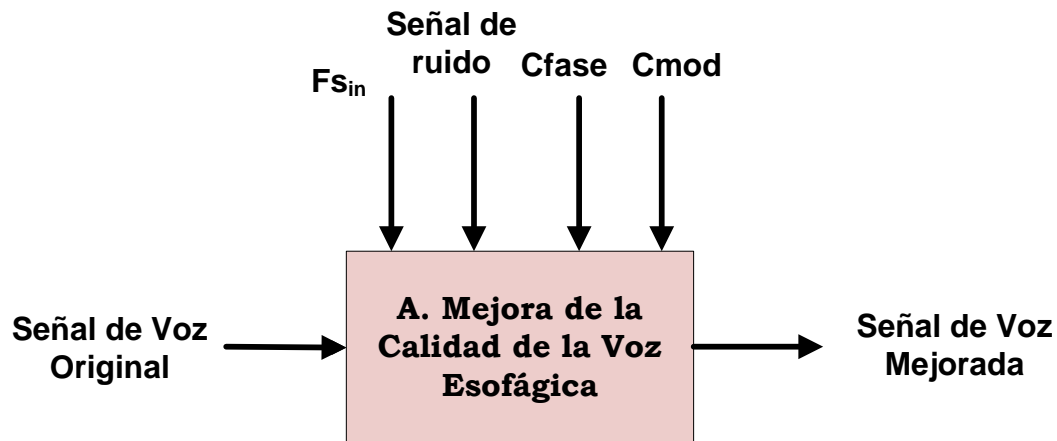 Señal de
ruido
Fs_in
Cfase
Cmod
A. Mejora de la
Calidad de la Voz
Esofágica
Señal de Voz
Original
Señal de Voz
Mejorada